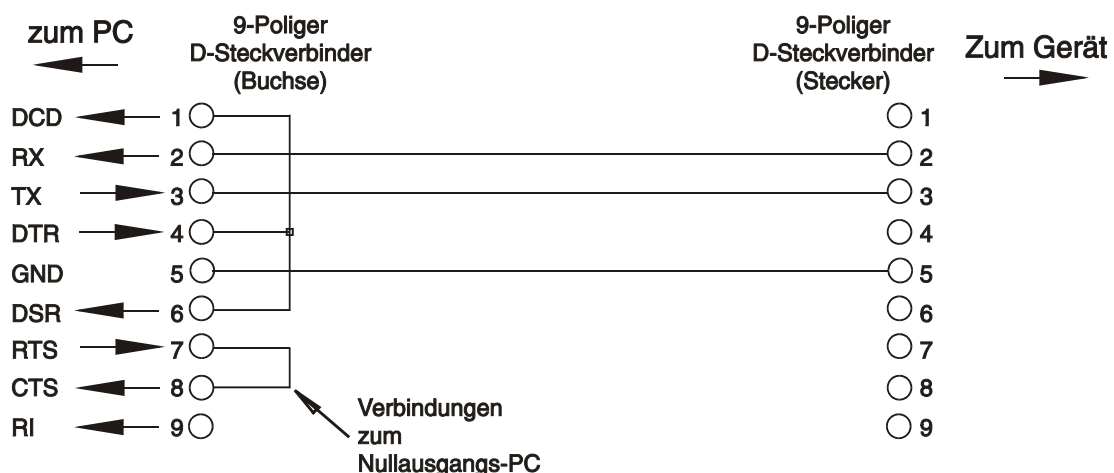 zum PC
9-Poliger
D-Steckverbinder
(Buchse)
9-Poliger
D-Steckverbinder
(Stecker)
Zum Gerät
DCD 1 1
RX 2 2
TX 3 3
DTR 4 4
GND 5 5
DSR 6 6
RTS 7 7
CTS 8 8
RI 9 9
Verbindungen
zum
Nullausgangs-PC